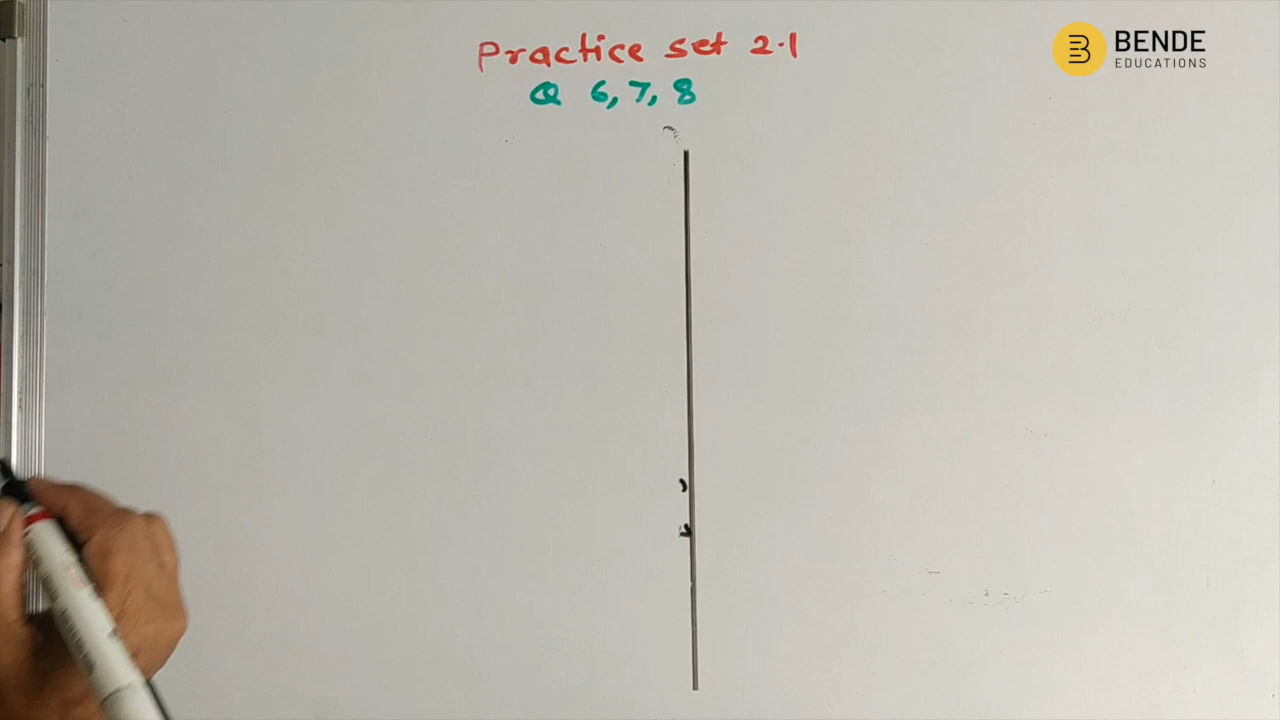 Practice set 2.1
Q 6, 7, 8
BENDE
EDUCATIONS